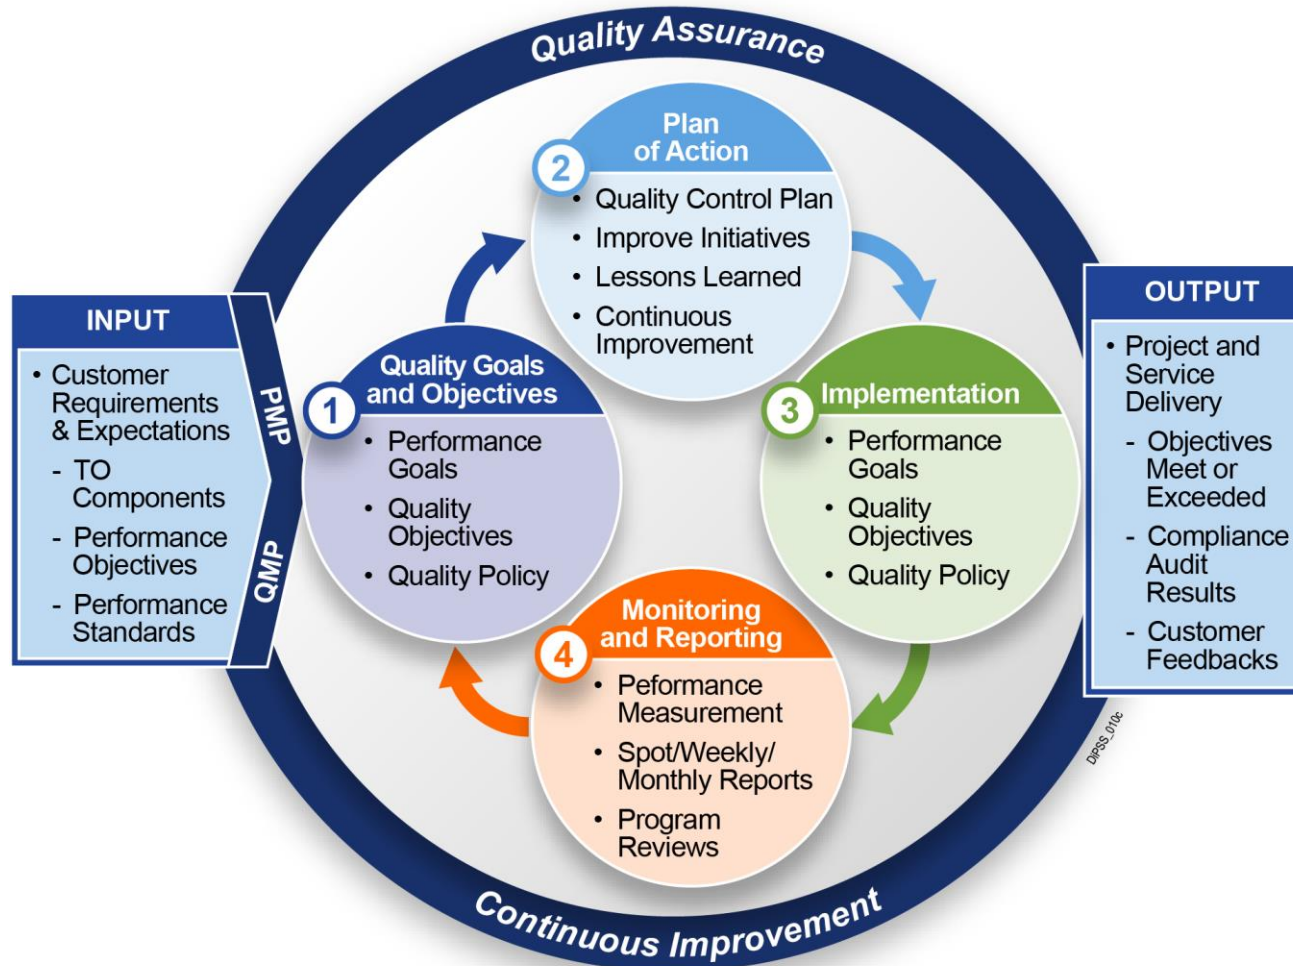 Quality Assurance
2
Plan
of Action
• Quality Control Plan
• Improve Initiatives
• Lessons Learned
• Continuous
Improvement
INPUT
• Customer
Requirements
& Expectations
- TO
Components
- Performance
Objectives
- Performance
Standards
PMP
QMP
1
Quality Goals
and Objectives
• Performance
Goals
• Quality
Objectives
• Quality Policy
3
Implementation
• Performance
Goals
• Quality
Objectives
• Quality Policy
4
Monitoring
and Reporting
• Peformance
Measurement
• Spot/Weekly/
Monthly Reports
• Program
Reviews
OUTPUT
• Project and
Service
Delivery
- Objectives
Meet or
Exceeded
- Compliance
Audit
Results
- Customer
Feedbacks
DiPSS_010c
Continuous Improvement